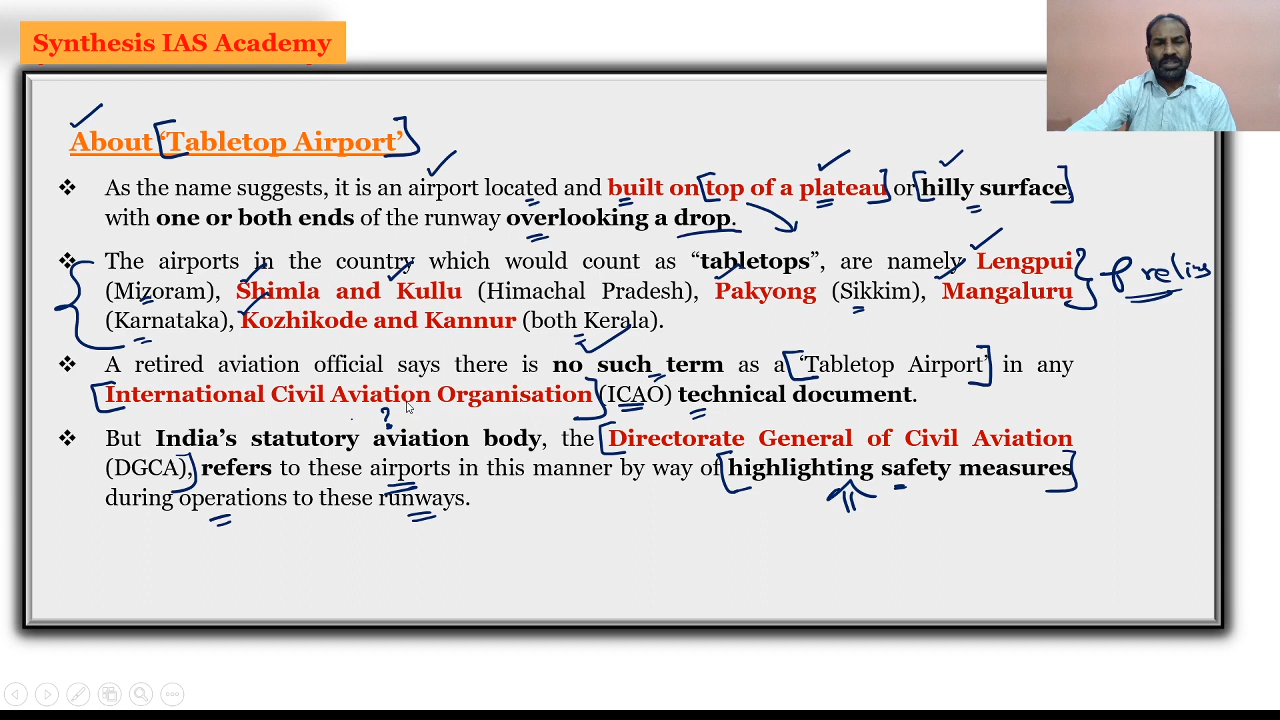 Synthesis IAS Academy
About ‘Tabletop Airport’
❖ As the name suggests, it is an airport located and built on top of a plateau or hilly surface,
with one or both ends of the runway overlooking a drop.
❖ The airports in the country which would count as “tabletops”, are namely Lengpui
(Mizoram), Shimla and Kullu (Himachal Pradesh), Pakyong (Sikkim), Mangaluru
(Karnataka), Kozhikode and Kannur (both Kerala).
Prelims
❖ A retired aviation official says there is no such term as a ‘Tabletop Airport’ in any
International Civil Aviation Organisation (ICAO) technical document.
?
❖ But India’s statutory aviation body, the Directorate General of Civil Aviation
(DGCA), refers to these airports in this manner by way of highlighting safety measures
during operations to these runways.